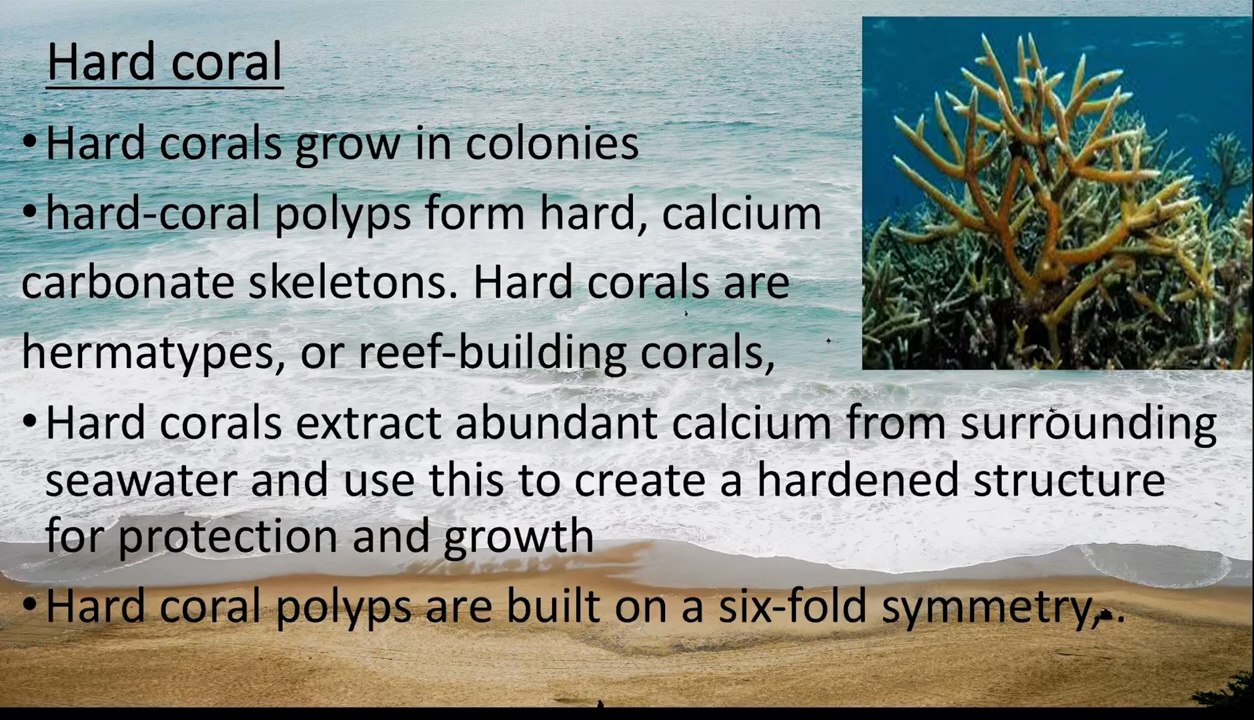 Hard coral
•Hard corals grow in colonies
•hard-coral polyps form hard, calcium
carbonate skeletons. Hard corals are
hermatypes, or reef-building corals,
•Hard corals extract abundant calcium from surrounding
seawater and use this to create a hardened structure
for protection and growth
•Hard coral polyps are built on a six-fold symmetry, .